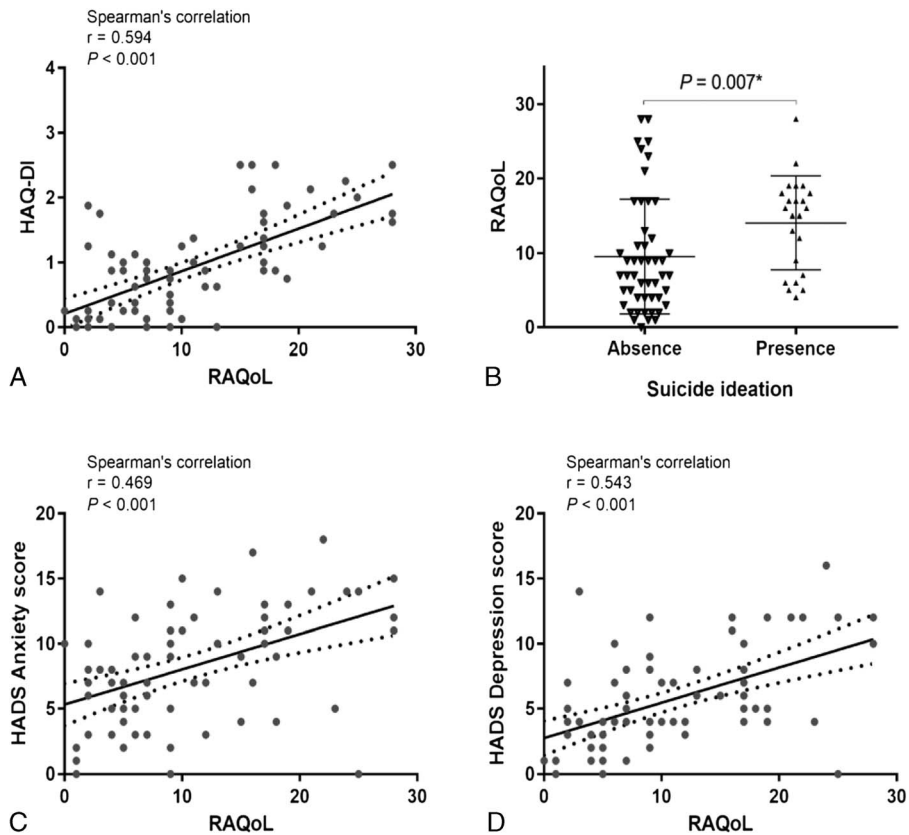 Spearman's correlation
r = 0.594
P < 0.001
4
3
2
1
0
HAQ-DI
0 10 20 30
RAQoL
A
P = 0.007*
30
20
10
0
RAQoL
Absence Presence
Suicide ideation
B
Spearman's correlation
r = 0.469
P < 0.001
20
15
10
5
0
HADS Anxiety score
0 10 20 30
RAQoL
C
Spearman's correlation
r = 0.543
P < 0.001
20
15
10
5
0
HADS Depression score
0 10 20 30
RAQoL
D